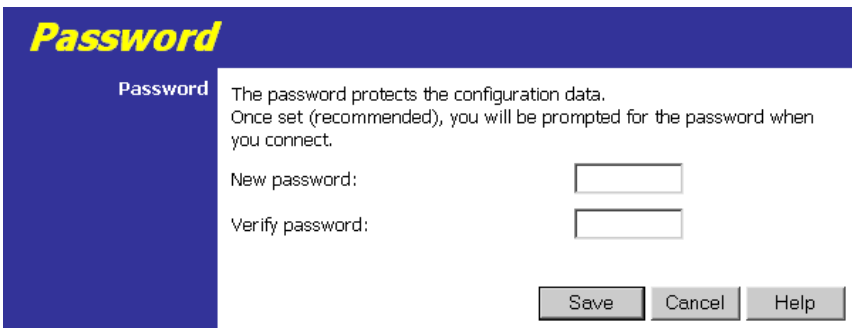 Password
Password
The password protects the configuration data.
Once set (recommended), you will be prompted for the password when
you connect.
New password:
Verify password:
Save Cancel Help